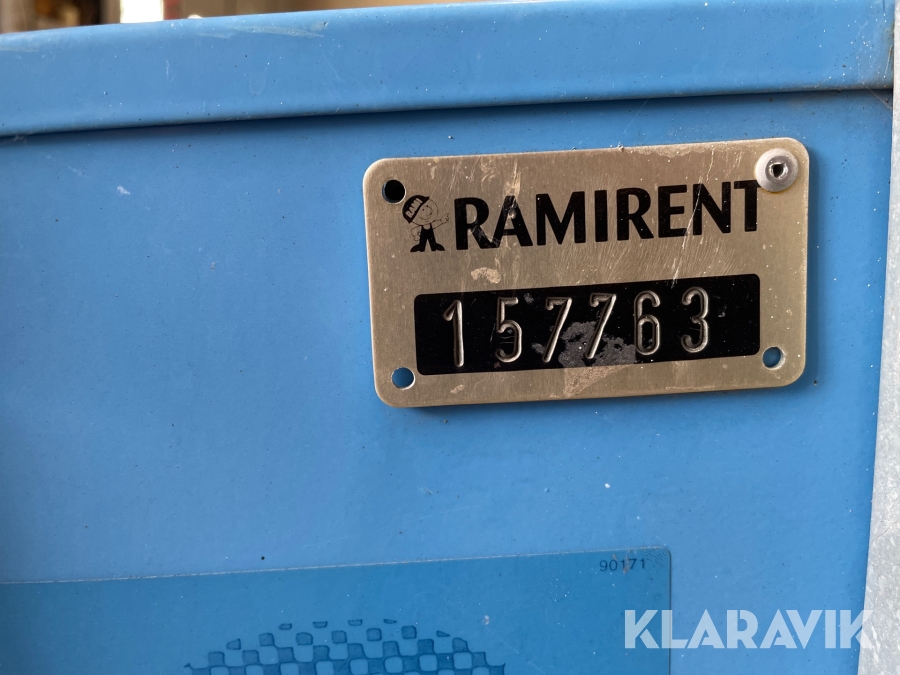 RAMIRENT
157763
90171
KLARAVIK